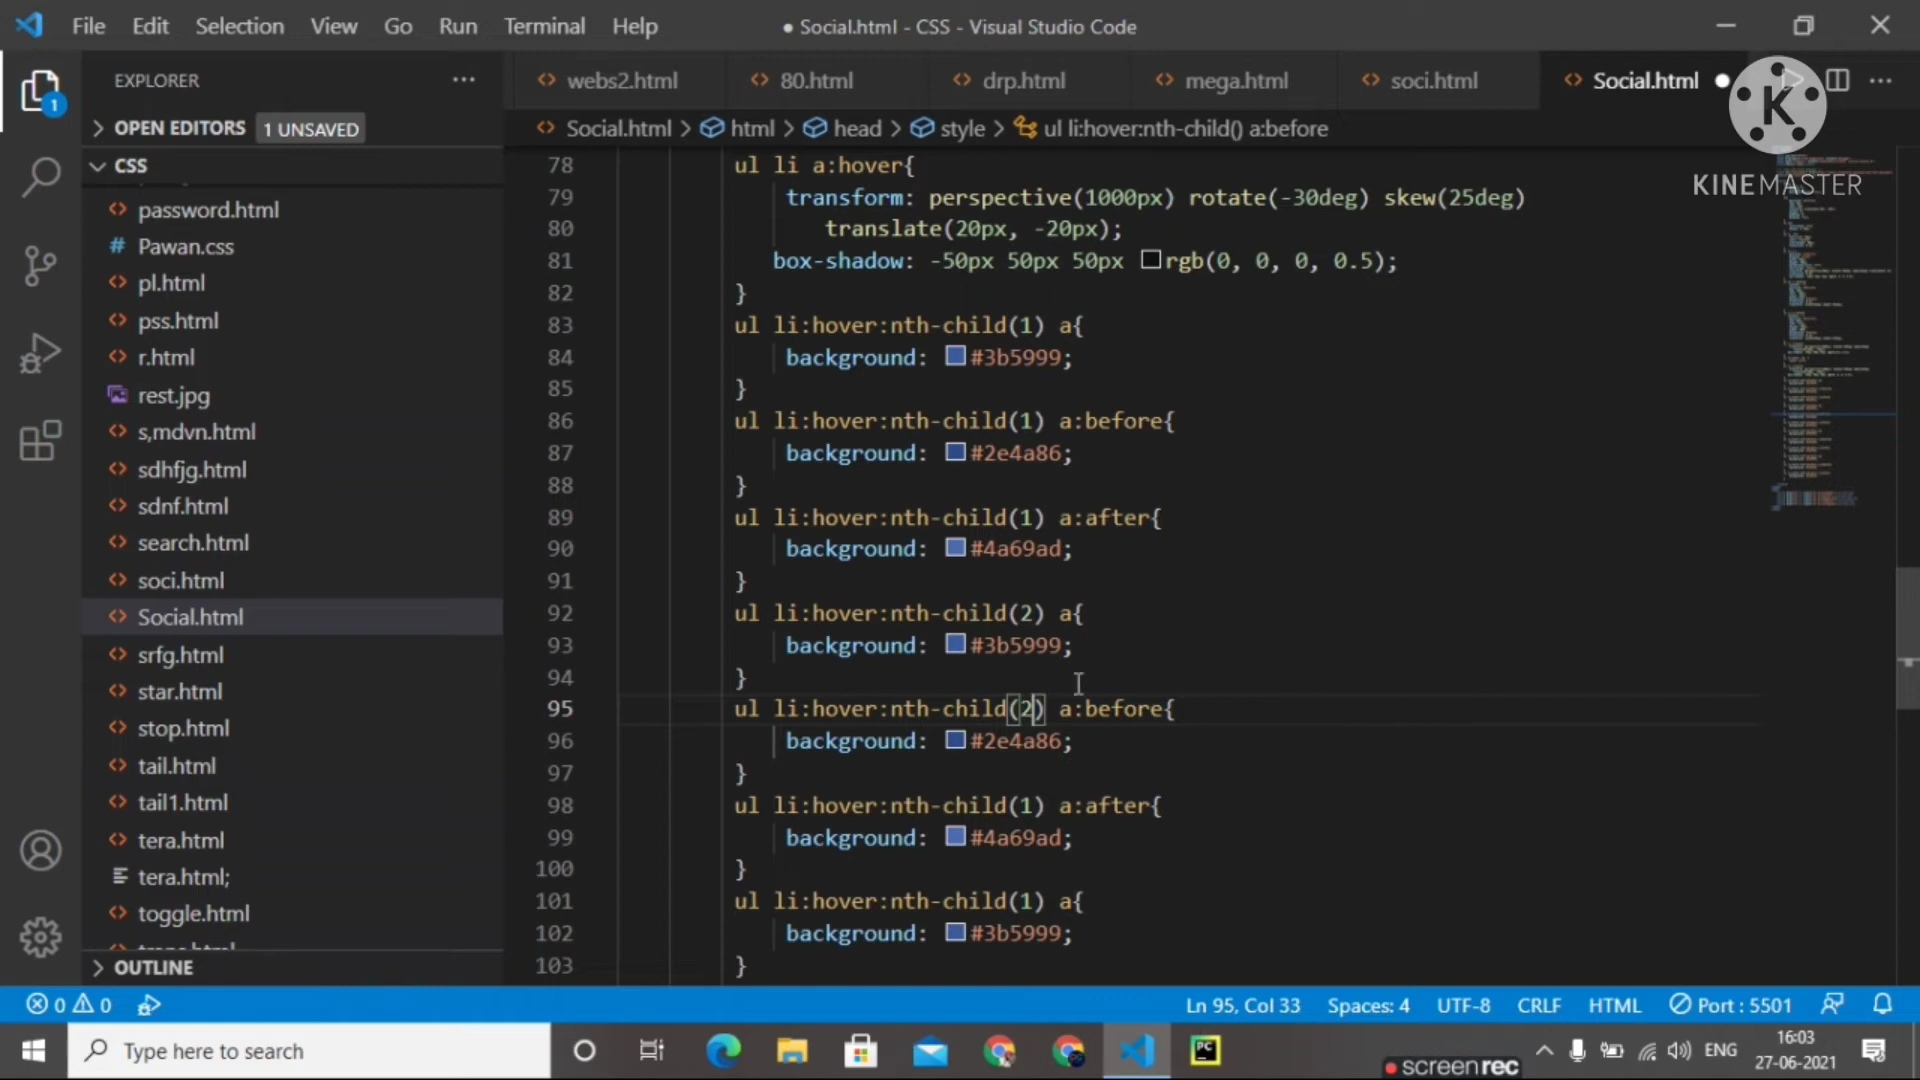 File Edit Selection View Go Run Terminal Help
● Social.html - CSS - Visual Studio Code
EXPLORER
webs2.html
80.html
drp.html
mega.html
soci.html
Social.html
K
KINEMASTER
1
OPEN EDITORS 1 UNSAVED
Social.html > html > head > style > ul li:hover:nth-child() a:before
CSS
password.html
# Pawan.css
pl.html
pss.html
r.html
rest.jpg
s,mdvn.html
sdhfjg.html
sdnf.html
search.html
soci.html
Social.html
srfg.html
star.html
stop.html
tail.html
tail1.html
tera.html
tera.html;
toggle.html
OUTLINE
78 ul li a:hover{
79 transform: perspective(1000px) rotate(-30deg) skew(25deg)
80 translate(20px, -20px);
81 box-shadow: -50px 50px 50px rgb(0, 0, 0, 0.5);
82 }
83 ul li:hover:nth-child(1) a{
84 background: #3b5999;
85 }
86 ul li:hover:nth-child(1) a:before{
87 background: #2e4a86;
88 }
89 ul li:hover:nth-child(1) a:after{
90 background: #4a69ad;
91 }
92 ul li:hover:nth-child(2) a{
93 background: #3b5999;
94 }
95 ul li:hover:nth-child(2) a:before{
96 background: #2e4a86;
97 }
98 ul li:hover:nth-child(1) a:after{
99 background: #4a69ad;
100 }
101 ul li:hover:nth-child(1) a{
102 background: #3b5999;
103 }
0 0
Ln 95, Col 33 Spaces: 4 UTF-8 CRLF HTML Port : 5501
Type here to search
PC
screenrec
ENG
16:03
27-06-2021